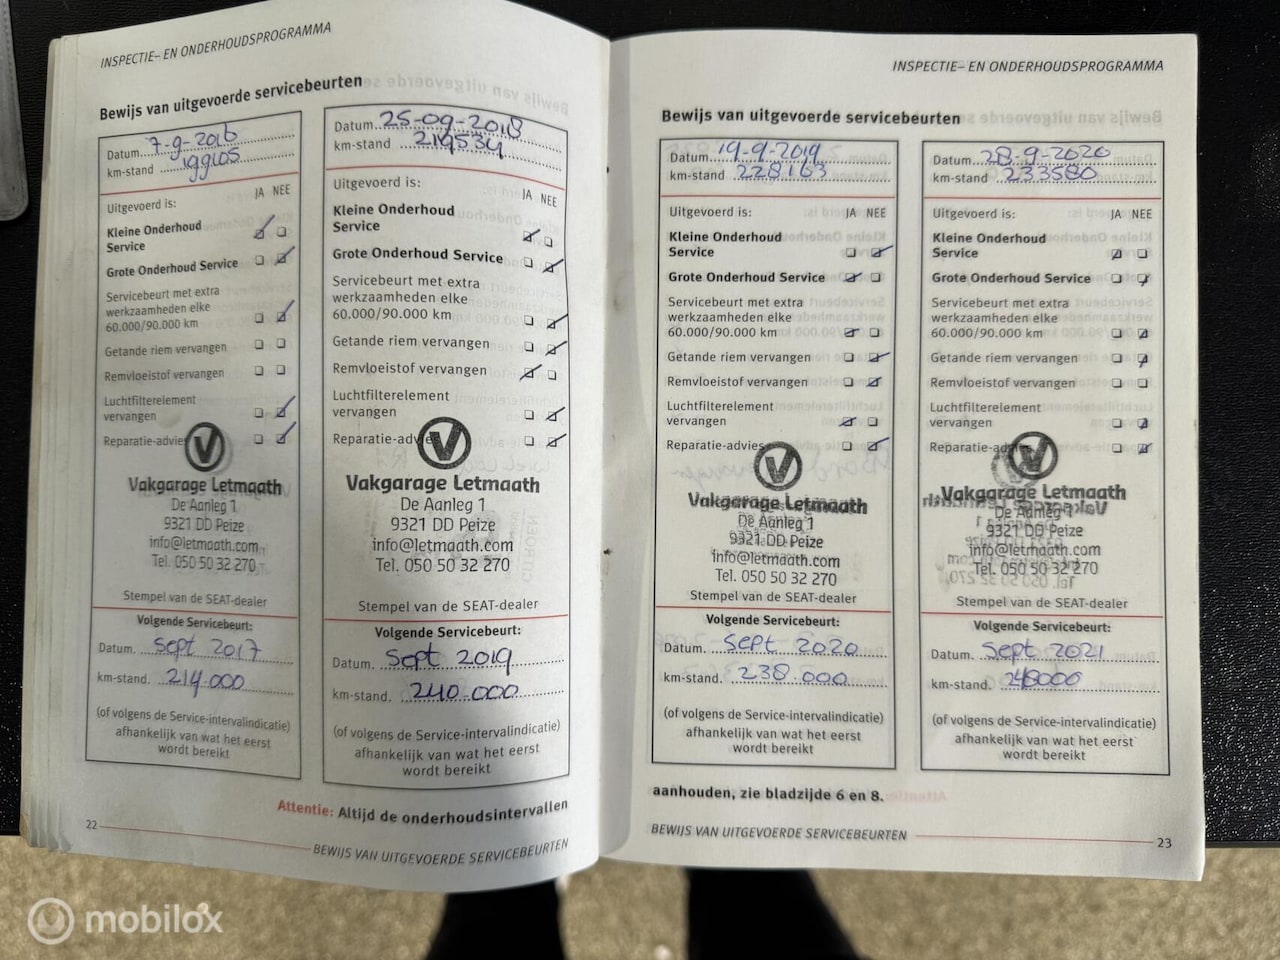 INSPECTIE- EN ONDERHOUDSPROGRAMMA
Bewijs van uitgevoerde servicebeurten
Datum. 7-9-2016
km-stand 199105
Uitgevoerd is:
JA NEE
Kleine Onderhoud
Service
Grote Onderhoud Service
Servicebeurt met extra
werkzaamheden elke
60.000/90.000 km
Getande riem vervangen
Remvloeistof vervangen
Luchtfilterelement
vervangen
Reparatie-advies
Vakgarage Letmaath
De Aanleg 1
9321 DD Peize
info@letmaath.com
Tel. 050 50 32 270
Stempel van de SEAT-dealer
Volgende Servicebeurt:
Datum. sept 2017
km-stand. 214.000
(of volgens de Service-intervalindicatie)
afhankelijk van wat het eerst
wordt bereikt
Datum. 25-09-2018
km-stand 219534
Uitgevoerd is:
JA NEE
Kleine Onderhoud
Service
Grote Onderhoud Service
Servicebeurt met extra
werkzaamheden elke
60.000/90.000 km
Getande riem vervangen
Remvloeistof vervangen
Luchtfilterelement
vervangen
Vakgarage Letmaath
De Aanleg 1
9321 DD Peize
info@letmaath.com
Tel. 050 50 32 270
Stempel van de SEAT-dealer
Volgende Servicebeurt:
Datum. sept 2019
km-stand. 240.000
(of volgens de Service-intervalindicatie)
afhankelijk van wat het eerst
wordt bereikt
Attentie: Altijd de onderhoudsintervallen
22
BEWIJS VAN UITGEVOERDE SERVICEBEURTEN
INSPECTIE- EN ONDERHOUDSPROGRAMMA
Bewijs van uitgevoerde servicebeurten
Datum. 19-9-2019
km-stand 228163
Uitgevoerd is:
JA NEE
Kleine Onderhoud
Service
Grote Onderhoud Service
Servicebeurt met extra
werkzaamheden elke
60.000/90.000 km
Getande riem vervangen
Remvloeistof vervangen
Luchtfilterelement
vervangen
Reparatie-advies
Vakgarage Letmaath
De Aanleg 1
9321 DD Peize
info@letmaath.com
Tel. 050 50 32 270
Stempel van de SEAT-dealer
Volgende Servicebeurt:
Datum. sept 2020
km-stand. 238.000
(of volgens de Service-intervalindicatie)
afhankelijk van wat het eerst
wordt bereikt
Datum. 28-9-2020
km-stand 233580
Uitgevoerd is:
JA NEE
Kleine Onderhoud
Service
Grote Onderhoud Service
Servicebeurt met extra
werkzaamheden elke
60.000/90.000 km
Getande riem vervangen
Remvloeistof vervangen
Luchtfilterelement
vervangen
Vakgarage Letmaath
De Aanleg 1
9321 DD Peize
info@letmaath.com
Tel. 050 50 32 270
Stempel van de SEAT-dealer
Volgende Servicebeurt:
Datum. sept 2021
km-stand.
(of volgens de Service-intervalindicatie)
afhankelijk van wat het eerst
wordt bereikt
aanhouden, zie bladzijde 6 en 8.
BEWIJS VAN UITGEVOERDE SERVICEBEURTEN
23
mobilox